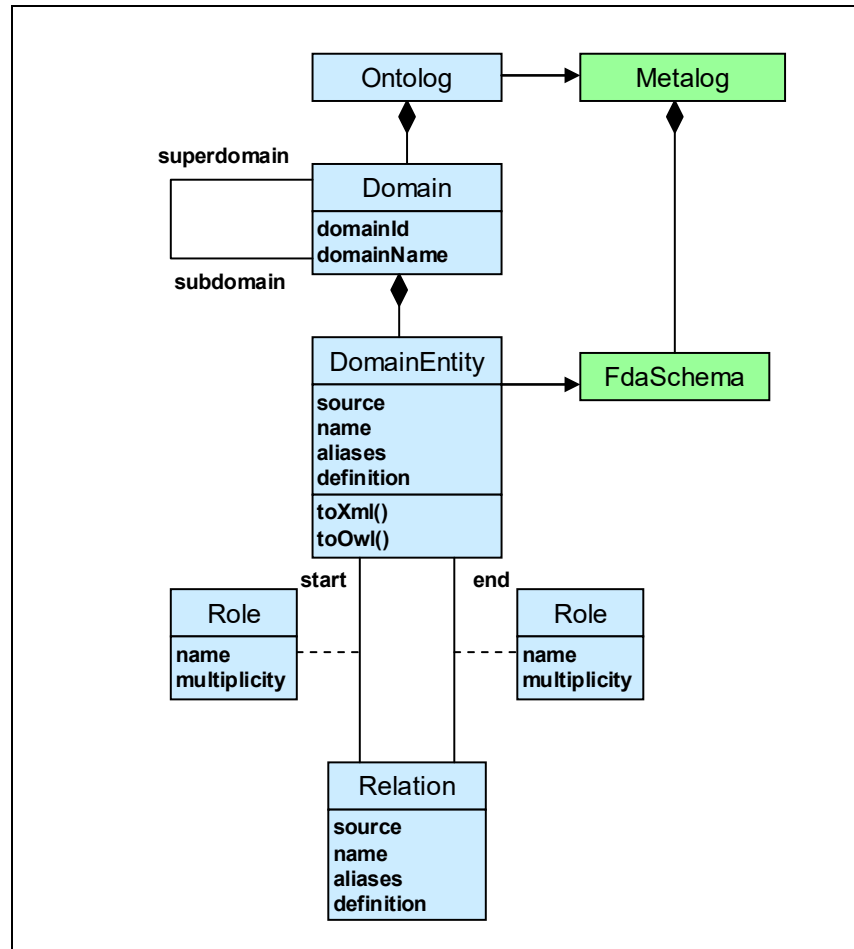 Ontolog
Metalog
superdomain
Domain
domainId
domainName
subdomain
DomainEntity
source
name
aliases
definition
toXml()
toOwl()
FdaSchema
start
end
Role
name
multiplicity
Role
name
multiplicity
Relation
source
name
aliases
definition